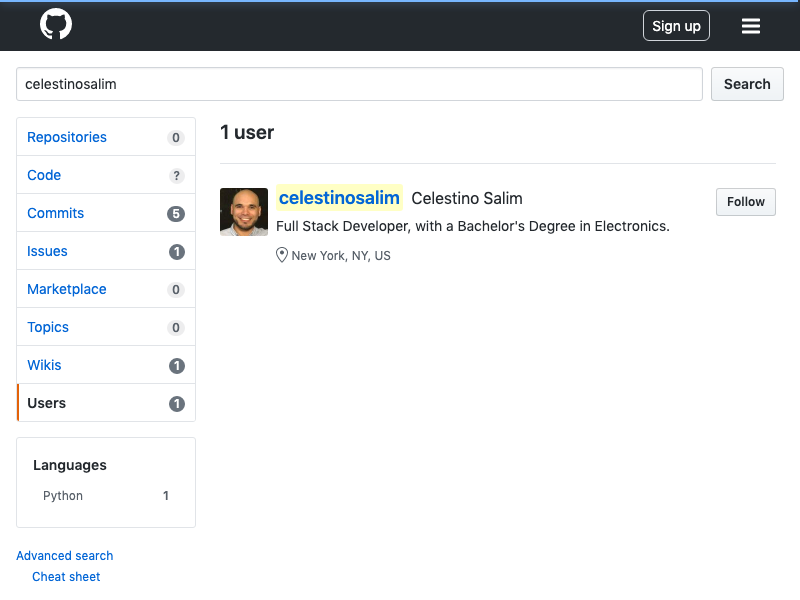 Sign up
celestinosalim
Search
Repositories 0
Code ?
Commits 5
Issues 1
Marketplace 0
Topics 0
Wikis 1
Users 1
Languages
Python 1
Advanced search
Cheat sheet
1 user
celestinosalim Celestino Salim
Follow
Full Stack Developer, with a Bachelor's Degree in Electronics.
New York, NY, US